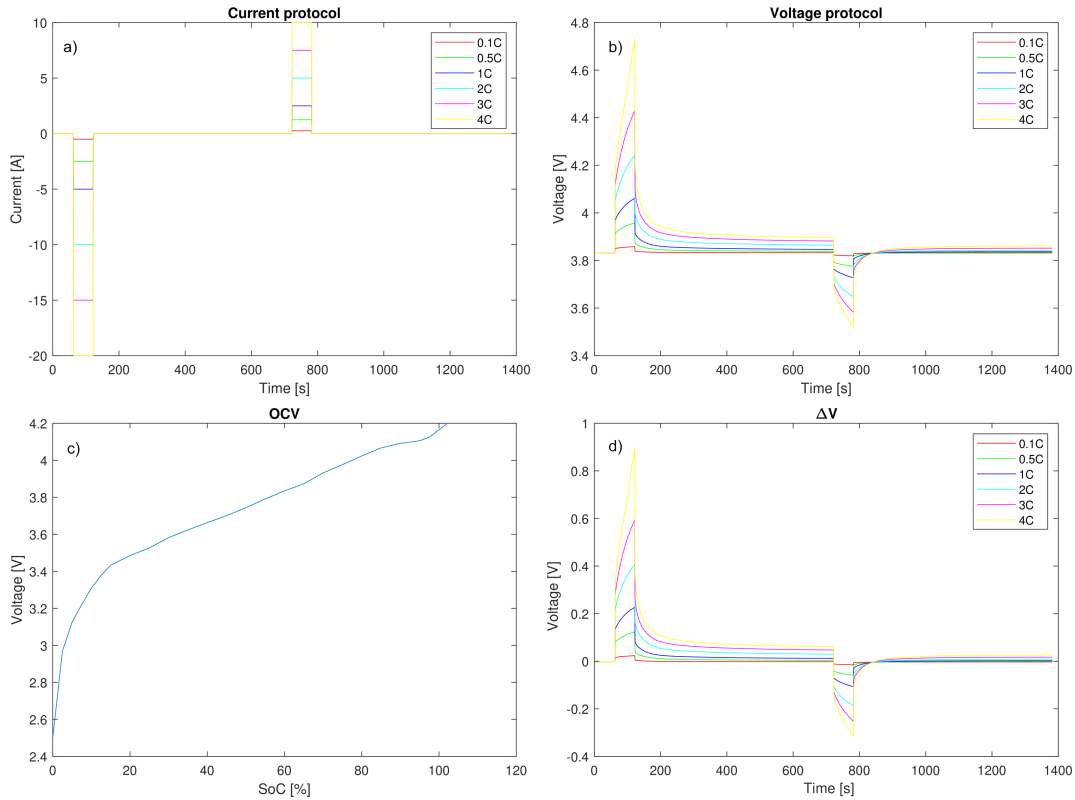 Current protocol
a)
10
5
0
-5
-10
-15
-20
Current [A]
0
200
400
600
800
1000
1200
1400
Time [s]
0.1C
0.5C
1C
2C
3C
4C
Voltage protocol
b)
4.8
4.6
4.4
4.2
4
3.8
3.6
3.4
Voltage [V]
0
200
400
600
800
1000
1200
1400
Time [s]
0.1C
0.5C
1C
2C
3C
4C
OCV
c)
4.2
4
3.8
3.6
3.4
3.2
3
2.8
2.6
2.4
Voltage [V]
0
20
40
60
80
100
120
SoC [%]
ΔV
d)
1
0.8
0.6
0.4
0.2
0
-0.2
-0.4
Voltage [V]
0
200
400
600
800
1000
1200
1400
Time [s]
0.1C
0.5C
1C
2C
3C
4C